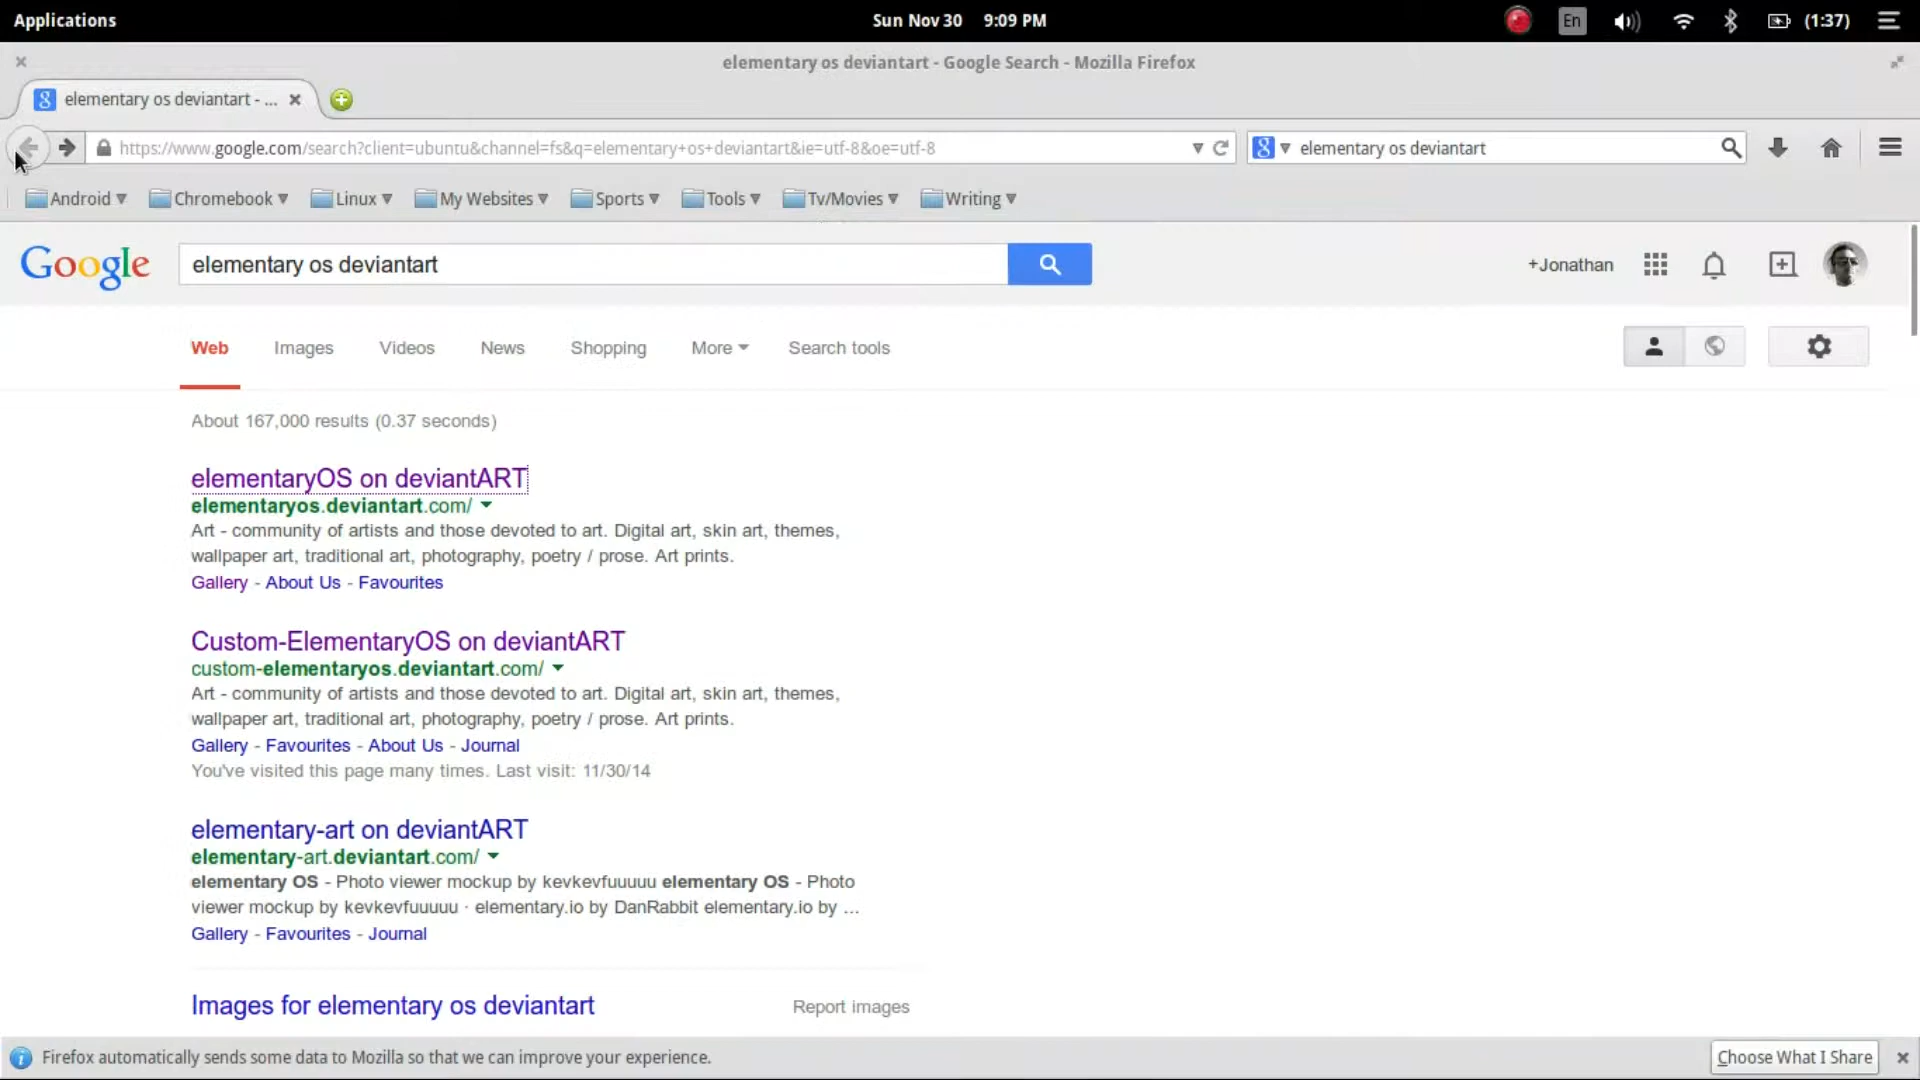 Applications
Sun Nov 30 9:09 PM
En
(1:37)
elementary os deviantart - Google Search - Mozilla Firefox
elementary os deviantart - ...
https://www.google.com/search?client=ubuntu&channel=fs&q=elementary+os+deviantart&ie=utf-8&oe=utf-8
elementary os deviantart
Android Chromebook Linux My Websites Sports Tools Tv/Movies Writing
Google
elementary os deviantart
+Jonathan
Web Images Videos News Shopping More Search tools
About 167,000 results (0.37 seconds)
elementaryOS on deviantART
elementaryos.deviantart.com/
Art - community of artists and those devoted to art. Digital art, skin art, themes,
wallpaper art, traditional art, photography, poetry / prose. Art prints.
Gallery - About Us - Favourites
Custom-ElementaryOS on deviantART
custom-elementaryos.deviantart.com/
Art - community of artists and those devoted to art. Digital art, skin art, themes,
wallpaper art, traditional art, photography, poetry / prose. Art prints.
Gallery - Favourites - About Us - Journal
You've visited this page many times. Last visit: 11/30/14
elementary-art on deviantART
elementary-art.deviantart.com/
elementary OS - Photo viewer mockup by kevkevfuuuuu elementary OS - Photo
viewer mockup by kevkevfuuuuu · elementary.io by DanRabbit elementary.io by ...
Gallery - Favourites - Journal
Images for elementary os deviantart
Report images
Firefox automatically sends some data to Mozilla so that we can improve your experience.
Choose What I Share